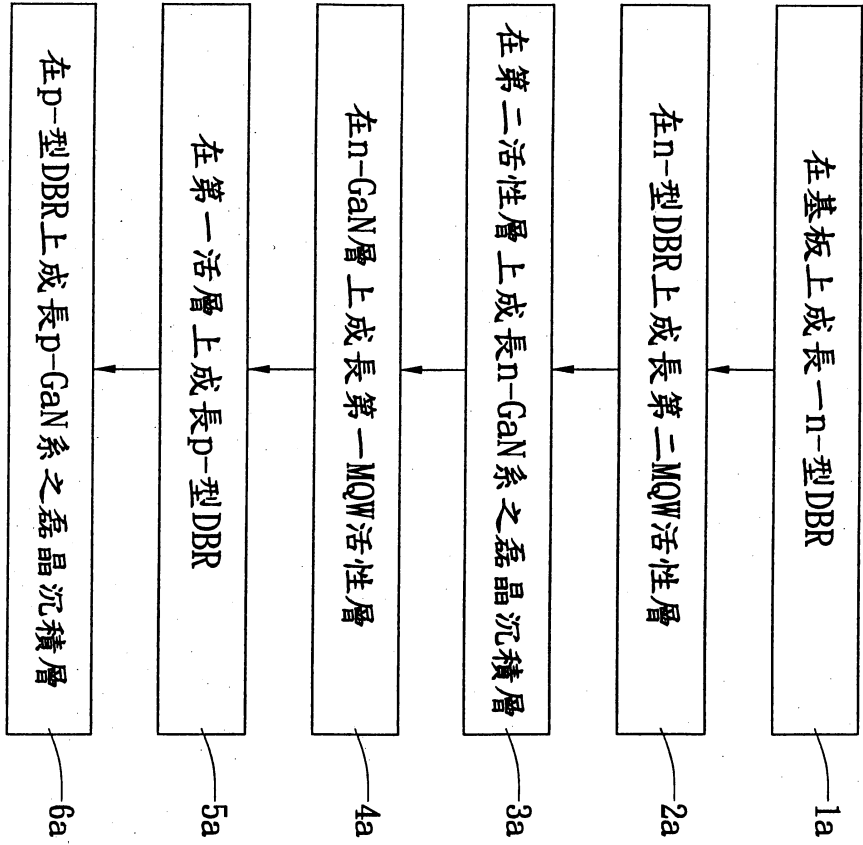 在基板上成長一n-型DBR
1a
在n-型DBR上成長第二MQW活性層
2a
在第二活性層上成長n-GaN系之磊晶沉積層
3a
在n-GaN層上成長第一MQW活性層
4a
在第一活層上成長p-型DBR
5a
在p-型DBR上成長p-GaN系之磊晶沉積層
6a